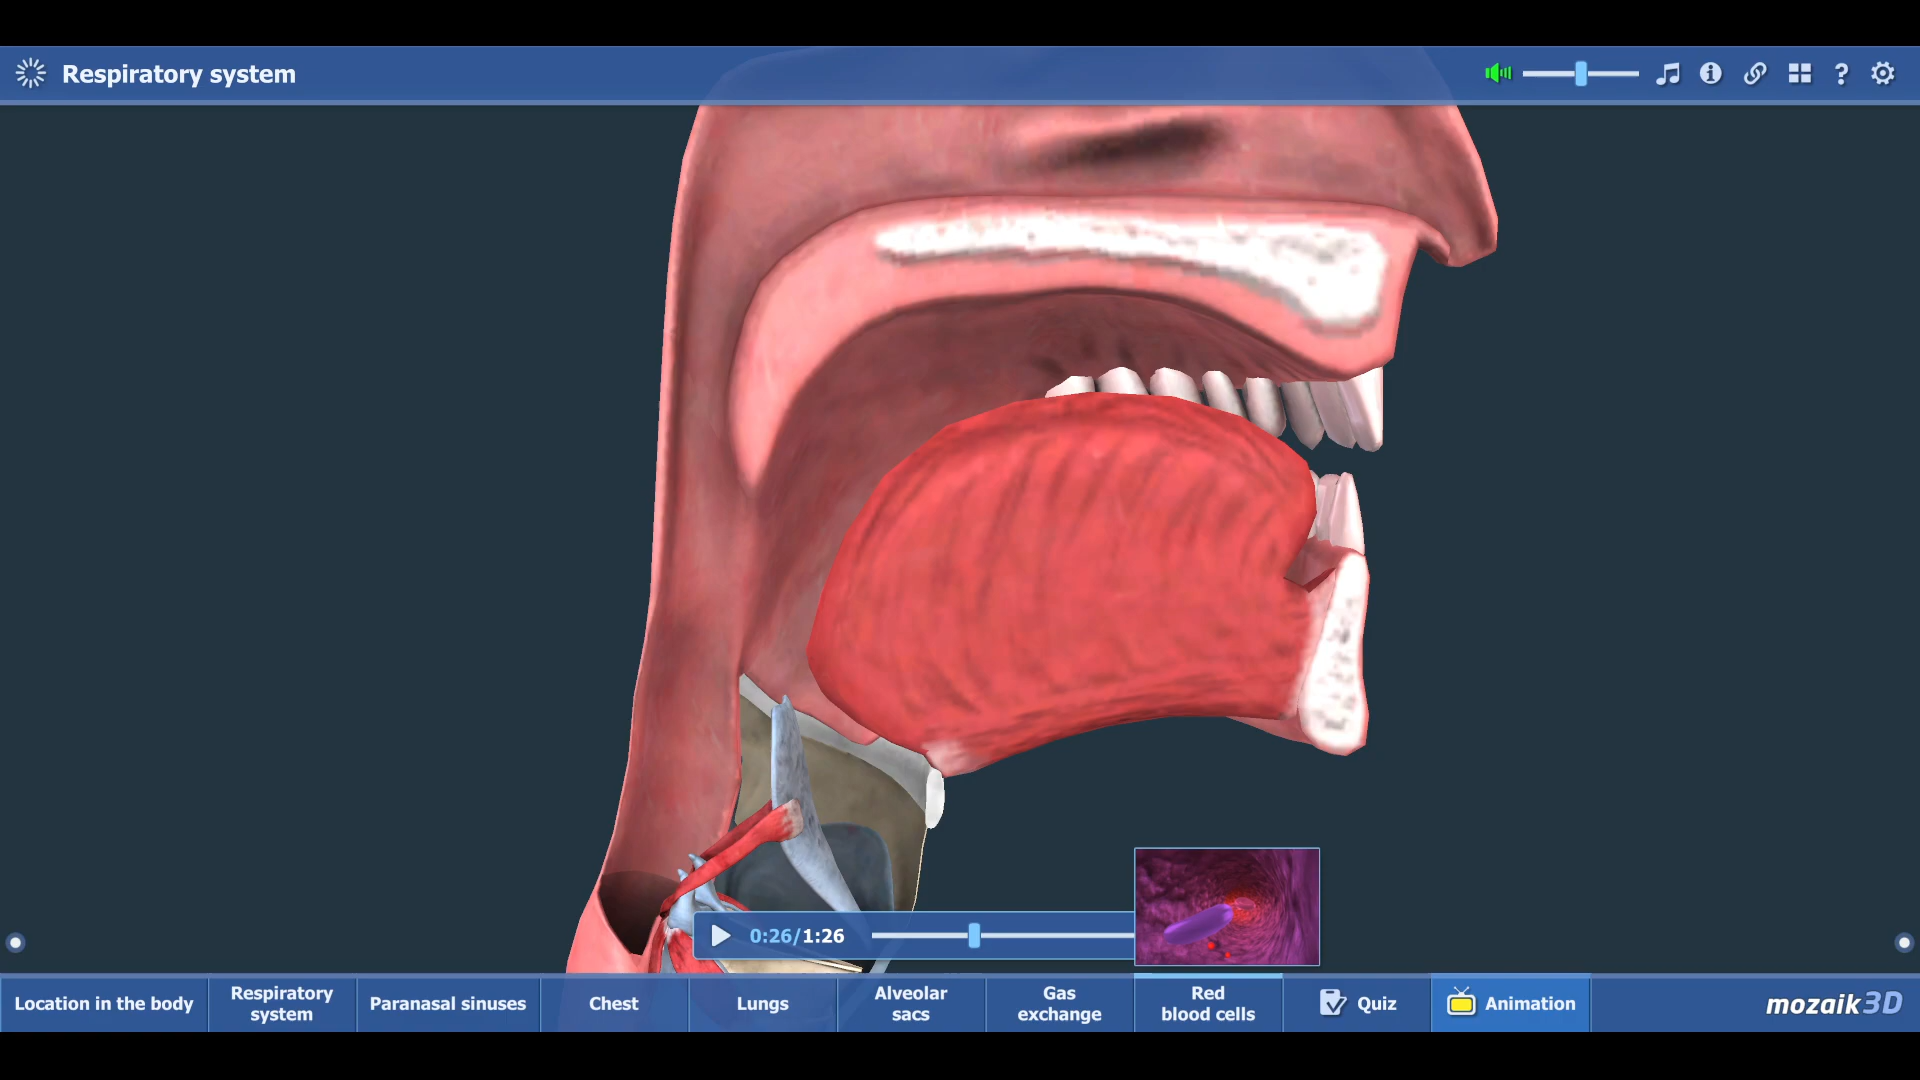 Respiratory system
?
0:26/1:26
Location in the body
Respiratory
system
Paranasal sinuses
Chest
Lungs
Alveolar
sacs
Gas
exchange
Red
blood cells
Quiz
Animation
mozaik3D